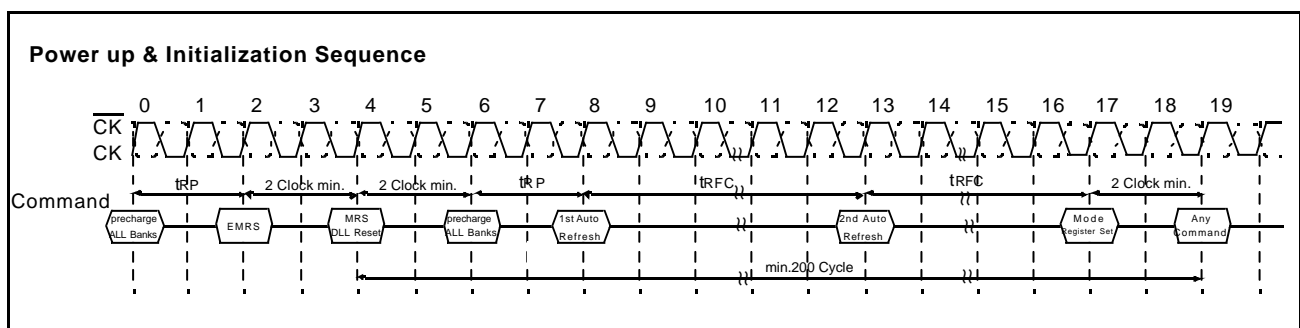 Power up & Initialization Sequence
0 1 2 3 4 5 6 7 8 9 10 11 12 13 14 15 16 17 18 19
CK
CK
tRP 2 Clock min. 2 Clock min. tRP tRFC tRFC 2 Clock min.
Command
precharge ALL Banks
EMRS
MRS DLL Reset
precharge ALL Banks
1st Auto Refresh
2nd Auto Refresh
Mode Register Set
Any Command
min.200 Cycle